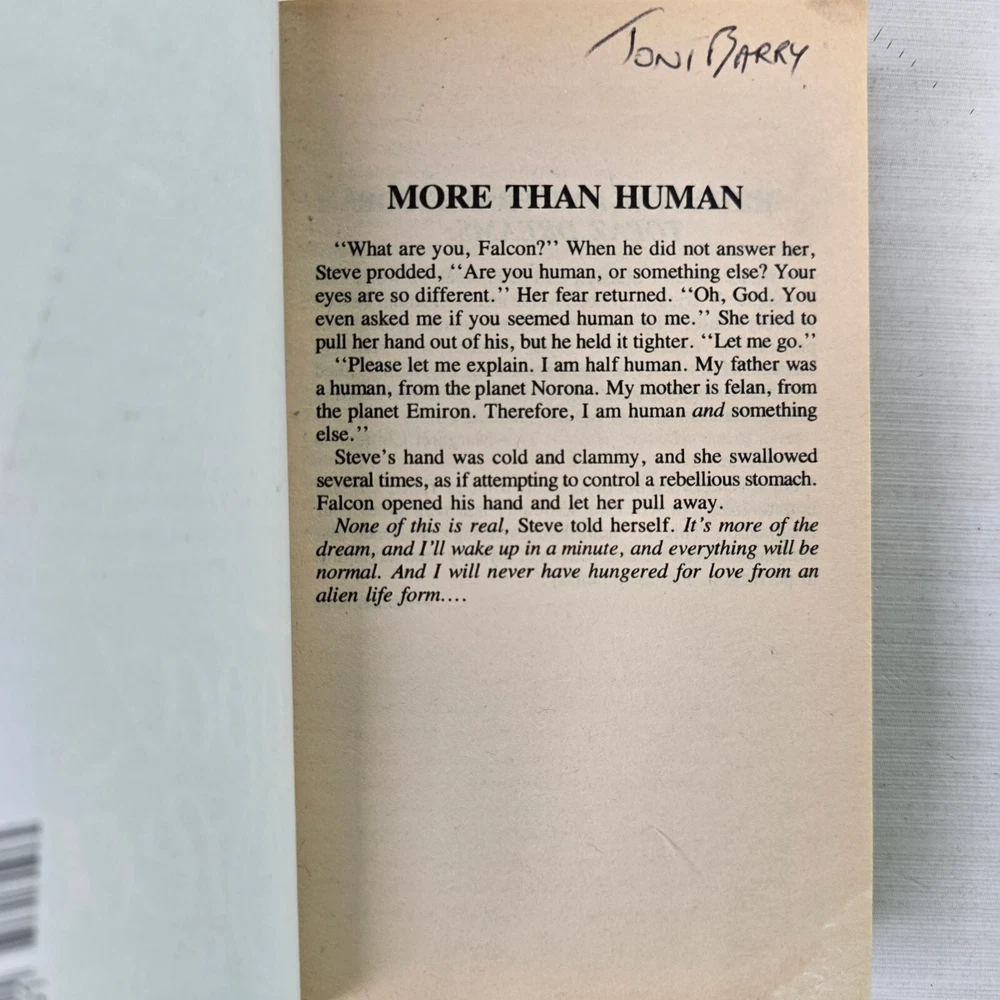 TONI BARRY
MORE THAN HUMAN
‘‘What are you, Falcon?’’ When he did not answer her,
Steve prodded, ‘‘Are you human, or something else? Your
eyes are so different.’’ Her fear returned. ‘‘Oh, God. You
even asked me if you seemed human to me.’’ She tried to
pull her hand out of his, but he held it tighter. ‘‘Let me go.’’
‘‘Please let me explain. I am half human. My father was
a human, from the planet Norona. My mother is felan, from
the planet Emiron. Therefore, I am human and something
else.’’
Steve’s hand was cold and clammy, and she swallowed
several times, as if attempting to control a rebellious stomach.
Falcon opened his hand and let her pull away.
None of this is real, Steve told herself. It’s more of the
dream, and I’ll wake up in a minute, and everything will be
normal. And I will never have hungered for love from an
alien life form....